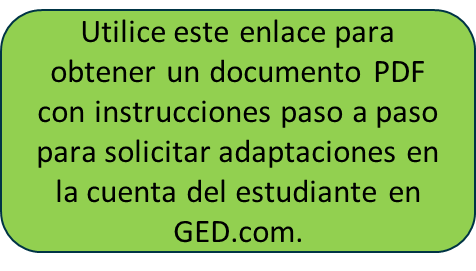 Utilice este enlace para
obtener un documento PDF
con instrucciones paso a paso
para solicitar adaptaciones en
la cuenta del estudiante en
GED.com.